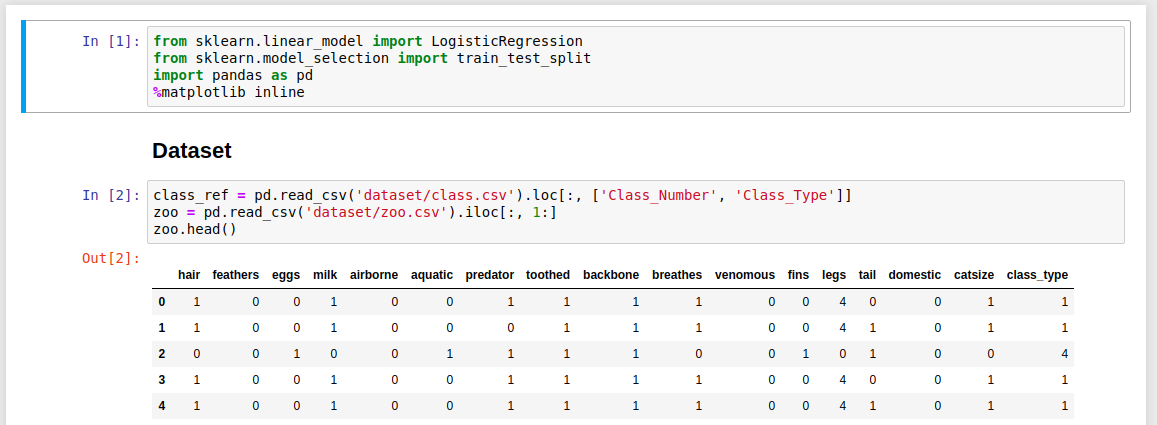 In [1]: from sklearn.linear_model import LogisticRegression
from sklearn.model_selection import train_test_split
import pandas as pd
%matplotlib inline
Dataset
In [2]: class_ref = pd.read_csv('dataset/class.csv').loc[:, ['Class_Number', 'Class_Type']]
zoo = pd.read_csv('dataset/zoo.csv').iloc[:, 1:]
zoo.head()
Out[2]:
hair feathers eggs milk airborne aquatic predator toothed backbone breathes venomous fins legs tail domestic catsize class_type
0 1 0 0 1 0 0 1 1 1 1 0 0 4 0 0 1 1
1 1 0 0 1 0 0 0 1 1 1 0 0 4 1 0 1 1
2 0 0 1 0 0 1 1 1 1 0 0 1 0 1 0 0 4
3 1 0 0 1 0 0 1 1 1 1 0 0 4 0 0 1 1
4 1 0 0 1 0 0 1 1 1 1 0 0 4 1 0 1 1